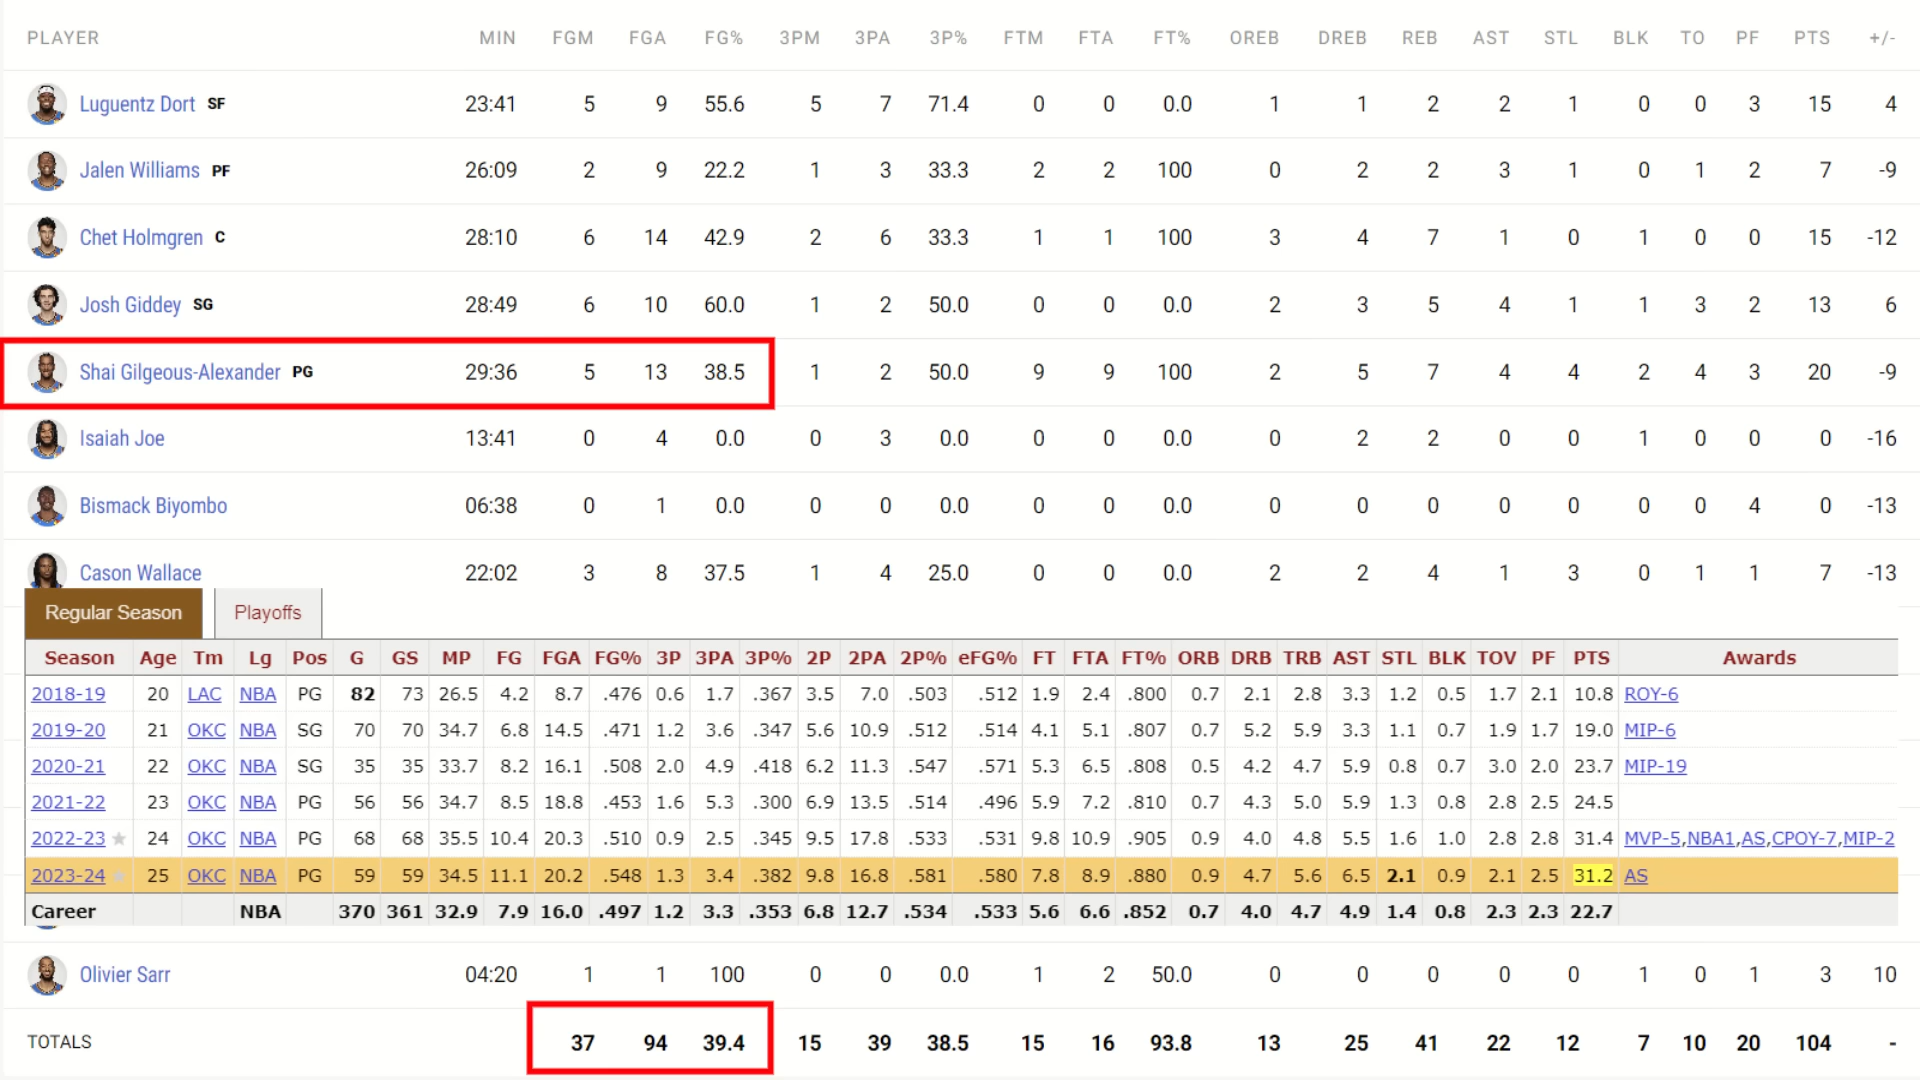 PLAYER MIN FGM FGA FG% 3PM 3PA 3P% FTM FTA FT% OREB DREB REB AST STL BLK TO PF PTS +/-
Luguentz Dort SF 23:41 5 9 55.6 5 7 71.4 0 0 0.0 1 1 2 2 1 0 0 3 15 4
Jalen Williams PF 26:09 2 9 22.2 1 3 33.3 2 2 100 0 2 2 3 1 0 1 2 7 -9
Chet Holmgren C 28:10 6 14 42.9 2 6 33.3 1 1 100 3 4 7 1 0 1 0 0 15 -12
Josh Giddey SG 28:49 6 10 60.0 1 2 50.0 0 0 0.0 2 3 5 4 1 1 3 2 13 6
Shai Gilgeous-Alexander PG 29:36 5 13 38.5 1 2 50.0 9 9 100 2 5 7 4 4 2 4 3 20 -9
Isaiah Joe 13:41 0 4 0.0 0 3 0.0 0 0 0.0 0 2 2 0 0 1 0 0 0 -16
Bismack Biyombo 06:38 0 1 0.0 0 0 0.0 0 0 0.0 0 0 0 0 0 0 0 4 0 -13
Cason Wallace 22:02 3 8 37.5 1 4 25.0 0 0 0.0 2 2 4 1 3 0 1 1 7 -13
Regular Season Playoffs
Season Age Tm Lg Pos G GS MP FG FGA FG% 3P 3PA 3P% 2P 2PA 2P% eFG% FT FTA FT% ORB DRB TRB AST STL BLK TOV PF PTS Awards
2018-19 20 LAC NBA PG 82 73 26.5 4.2 8.7 .476 0.6 1.7 .367 3.5 7.0 .503 .512 1.9 2.4 .800 0.7 2.1 2.8 3.3 1.2 0.5 1.7 2.1 10.8 ROY-6
2019-20 21 OKC NBA SG 70 70 34.7 6.8 14.5 .471 1.2 3.6 .347 5.6 10.9 .512 .514 4.1 5.1 .807 0.7 5.2 5.9 3.3 1.1 0.7 1.9 1.7 19.0 MIP-6
2020-21 22 OKC NBA SG 35 35 33.7 8.2 16.1 .508 2.0 4.9 .418 6.2 11.3 .547 .571 5.3 6.5 .808 0.5 4.2 4.7 5.9 0.8 0.7 3.0 2.0 23.7 MIP-19
2021-22 23 OKC NBA PG 56 56 34.7 8.5 18.8 .453 1.6 5.3 .300 6.9 13.5 .514 .496 5.9 7.2 .810 0.7 4.3 5.0 5.9 1.3 0.8 2.8 2.5 24.5
2022-23 ★ 24 OKC NBA PG 68 68 35.5 10.4 20.3 .510 0.9 2.5 .345 9.5 17.8 .533 .531 9.8 10.9 .905 0.9 4.0 4.8 5.5 1.6 1.0 2.8 2.8 31.4 MVP-5,NBA1,AS,CPOY-7,MIP-2
2023-24 ★ 25 OKC NBA PG 59 59 34.5 11.1 20.2 .548 1.3 3.4 .382 9.8 16.8 .581 .580 7.8 8.9 .880 0.9 4.7 5.6 6.5 2.1 0.9 2.1 2.5 31.2 AS
Career NBA 370 361 32.9 7.9 16.0 .497 1.2 3.3 .353 6.8 12.7 .534 .533 5.6 6.6 .852 0.7 4.0 4.7 4.9 1.4 0.8 2.3 2.3 22.7
Olivier Sarr 04:20 1 1 100 0 0 0.0 1 2 50.0 0 0 0 0 0 1 0 1 3 10
TOTALS 37 94 39.4 15 39 38.5 15 16 93.8 13 25 41 22 12 7 10 20 104 -